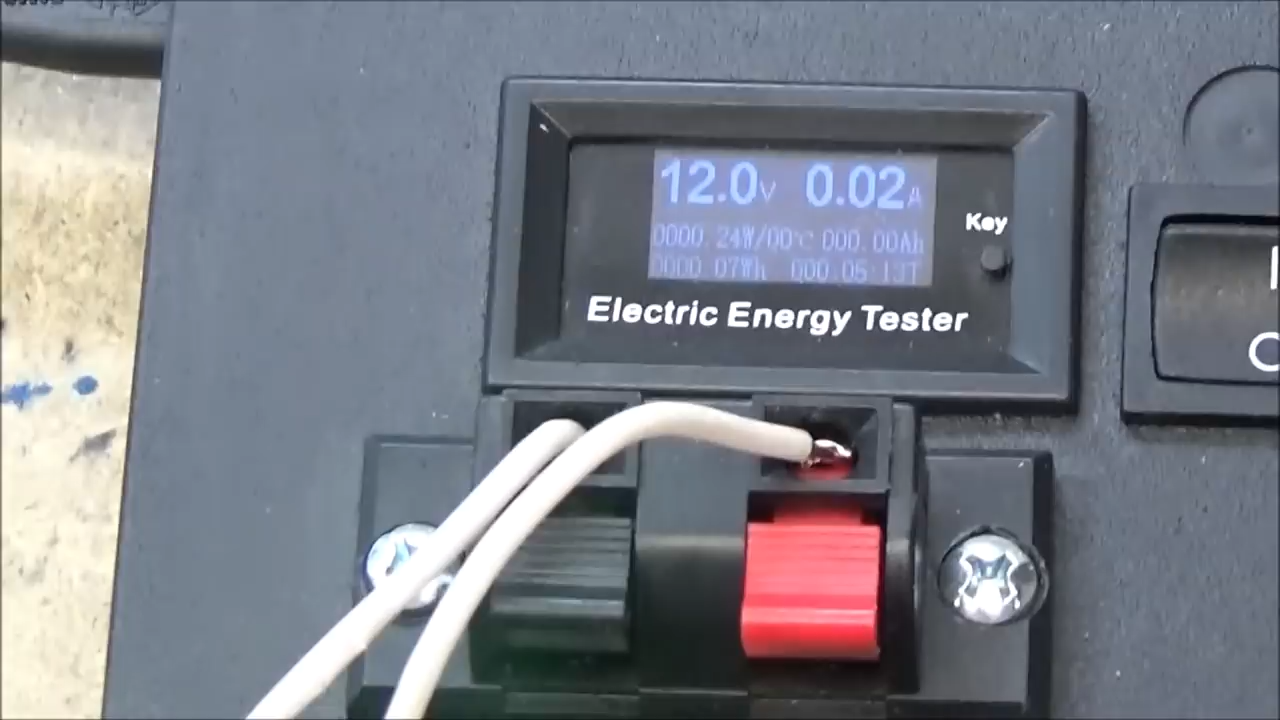 12.0V 0.02A
0000.24W/00℃ 000.00Ah
0000.07Wh 000:05:13T
Key
Electric Energy Tester
I